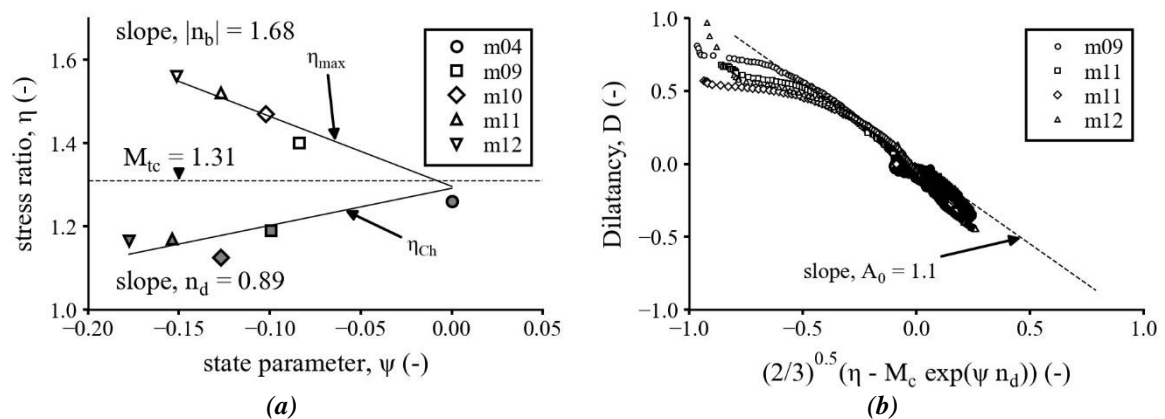 slope, |n_b| = 1.68
η_max
m04
m09
m10
m11
m12
M_tc = 1.31
η_Ch
slope, n_d = 0.89
1.6
1.4
1.2
1.0
stress ratio, η (-)
−0.20 −0.15 −0.10 −0.05 0.00 0.05
state parameter, ψ (-)
(a)
m09
m11
m11
m12
slope, A_0 = 1.1
1.0
0.5
0.0
−0.5
−1.0
Dilatancy, D (-)
−1.0 −0.5 0.0 0.5 1.0
(2/3)^0.5 (η - M_c exp(ψ n_d)) (-)
(b)